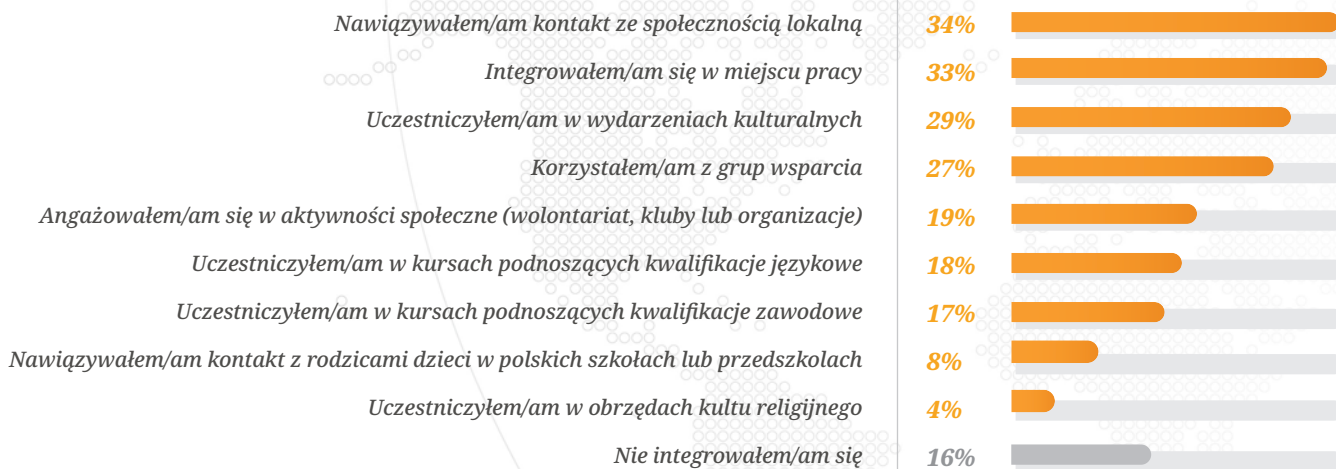 Nawiązywałem/am kontakt ze społecznością lokalną 34%
Integrowałem/am się w miejscu pracy 33%
Uczestniczyłem/am w wydarzeniach kulturalnych 29%
Korzystałem/am z grup wsparcia 27%
Angażowałem/am się w aktywności społeczne (wolontariat, kluby lub organizacje) 19%
Uczestniczyłem/am w kursach podnoszących kwalifikacje językowe 18%
Uczestniczyłem/am w kursach podnoszących kwalifikacje zawodowe 17%
Nawiązywałem/am kontakt z rodzicami dzieci w polskich szkołach lub przedszkolach 8%
Uczestniczyłem/am w obrzędach kultu religijnego 4%
Nie integrowałem/am się 16%